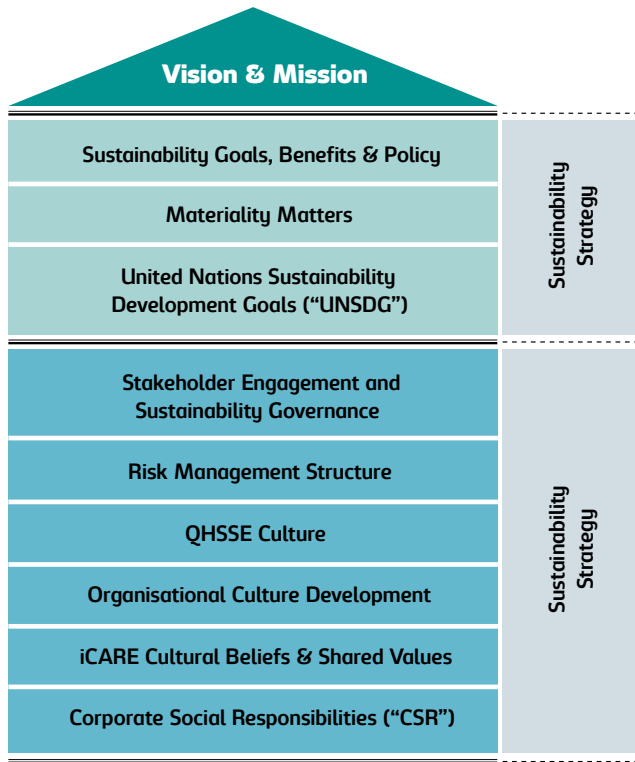 Vision & Mission
Sustainability Goals, Benefits & Policy
Materiality Matters
United Nations Sustainability
Development Goals (“UNSDG”)
Sustainability
Strategy
Stakeholder Engagement and
Sustainability Governance
Risk Management Structure
QHSSE Culture
Organisational Culture Development
iCARE Cultural Beliefs & Shared Values
Corporate Social Responsibilities (“CSR”)
Sustainability
Strategy